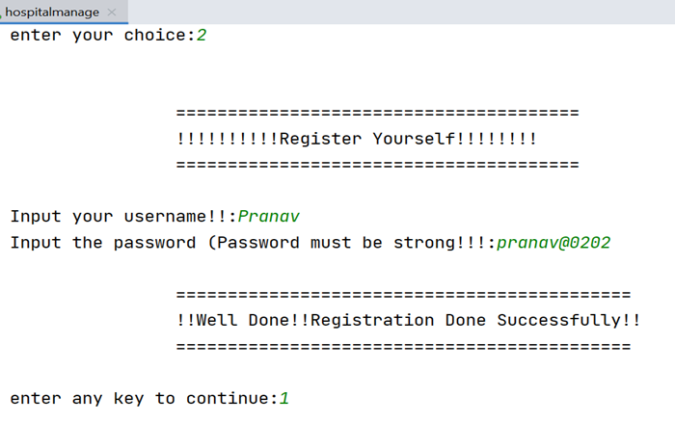 hospitalmanage ×
enter your choice:2
=======================================
!!!!!!!!!!Register Yourself!!!!!!!!
=======================================
Input your username!!:Pranav
Input the password (Password must be strong!!!:pranav@0202
============================================
!!Well Done!!Registration Done Successfully!!
============================================
enter any key to continue:1